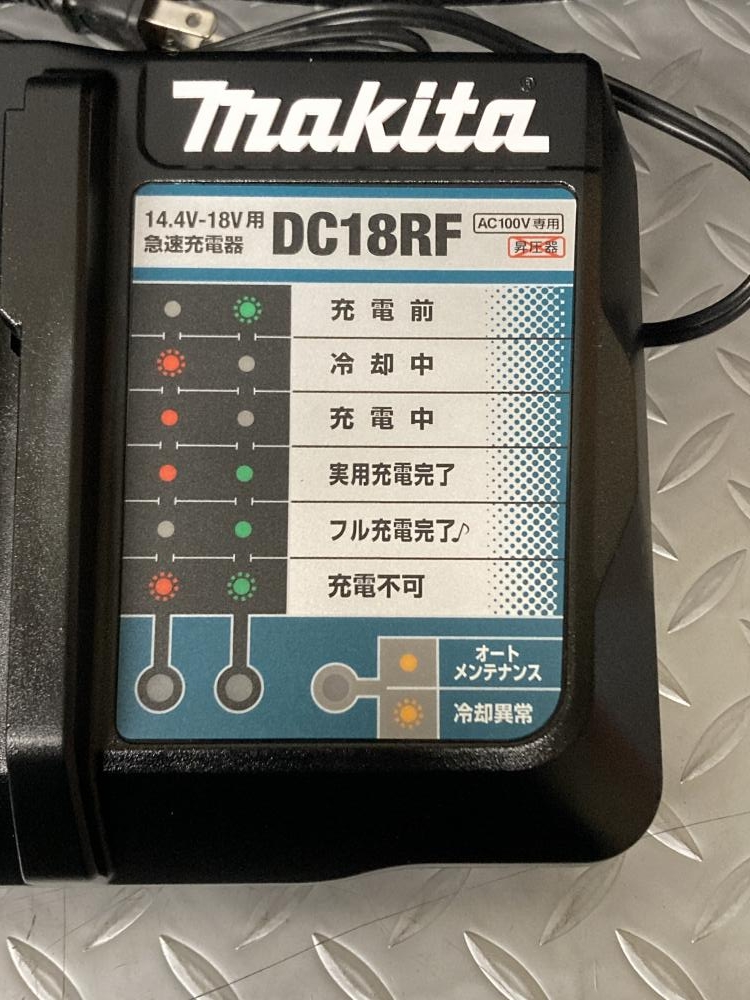 makita®
14.4V-18V用
急速充電器
DC18RF
AC100V専用
昇圧器
充電前
冷却中
充電中
実用充電完了
フル充電完了♪
充電不可
オート
メンテナンス
冷却異常